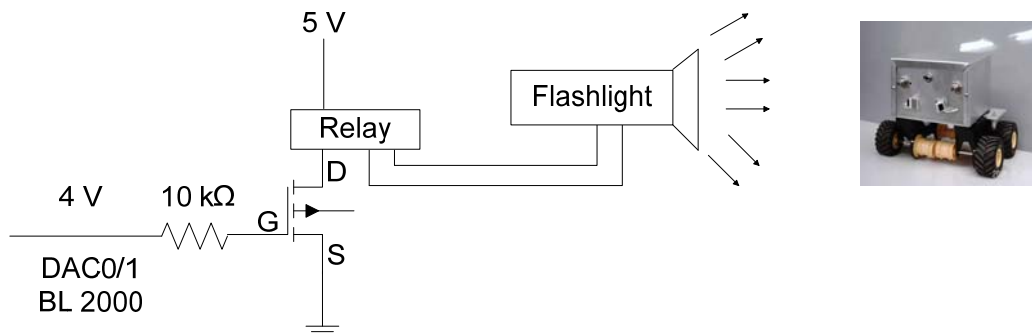 5 V
Flashlight
Relay
D
4 V
10 kΩ
G
S
DAC0/1
BL 2000